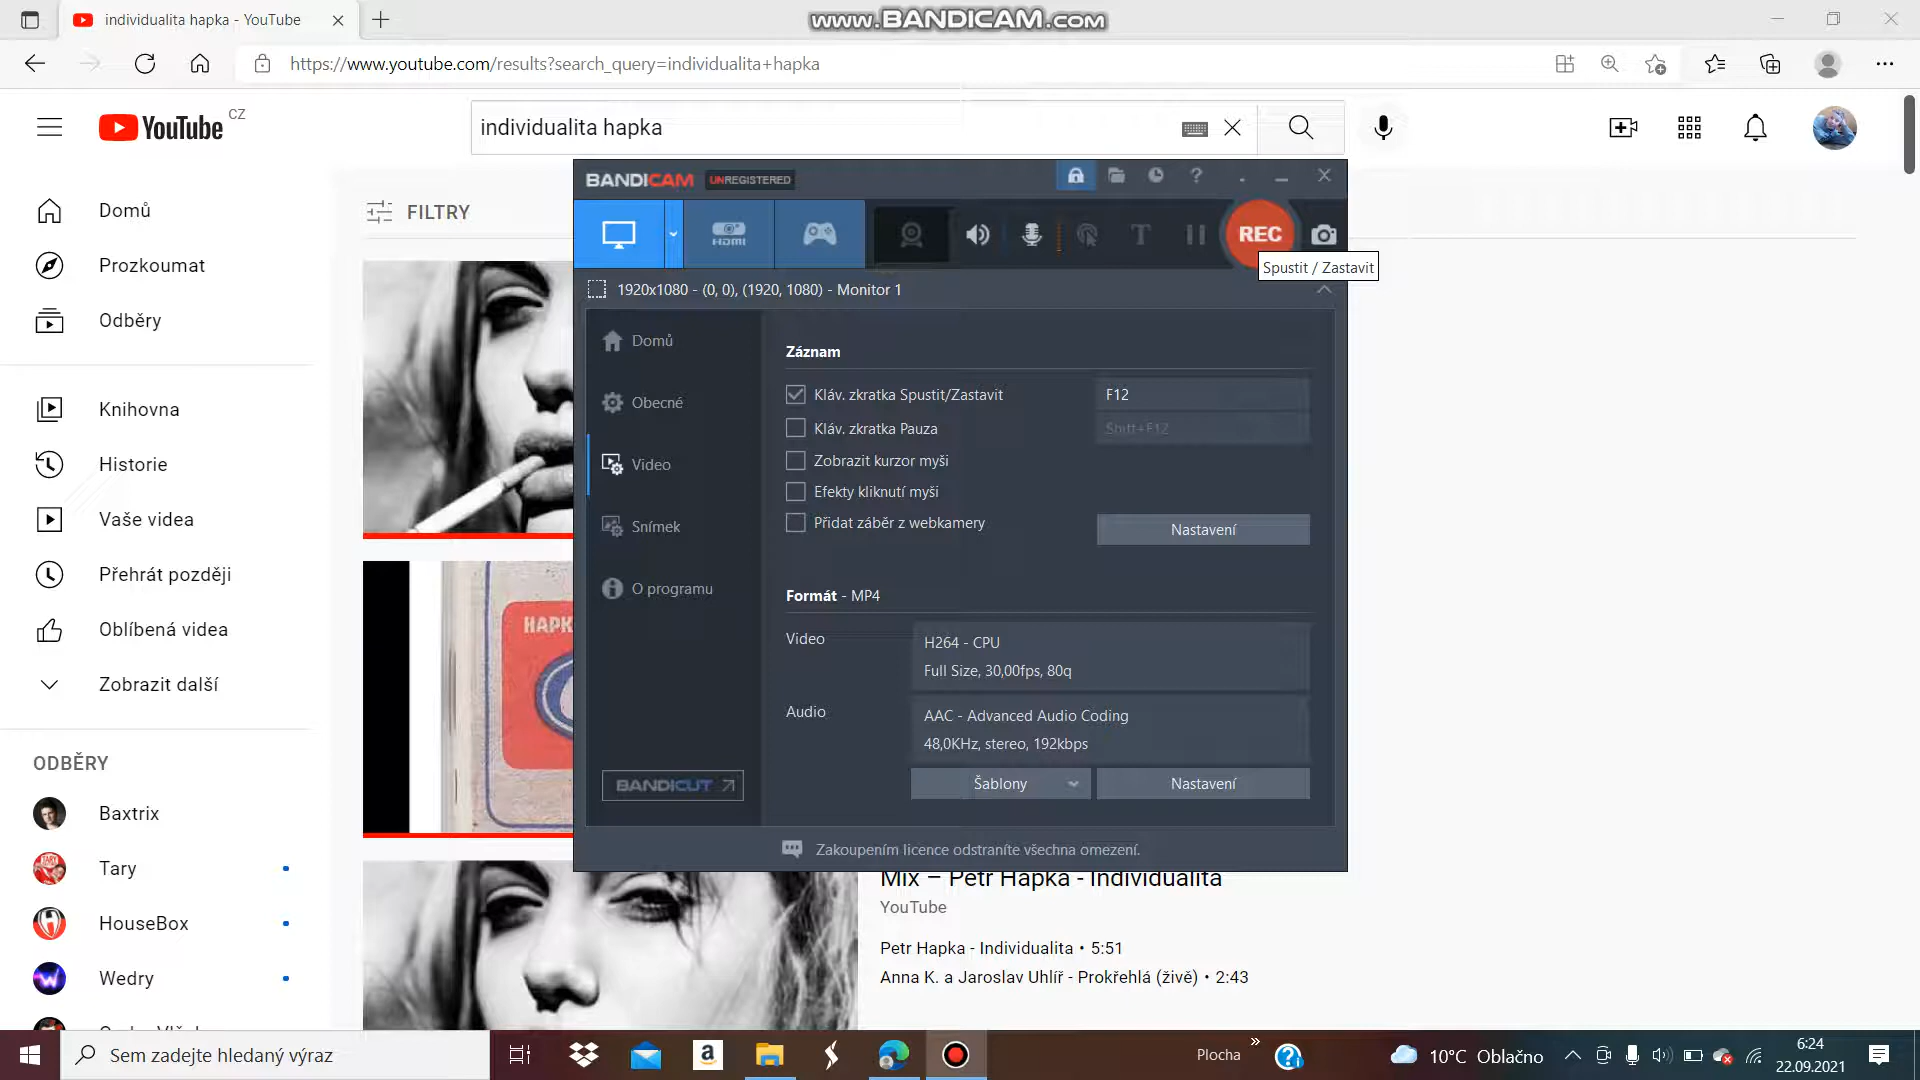 individualita hapka - YouTube
www.BANDICAM.com
https://www.youtube.com/results?search_query=individualita+hapka
YouTube CZ
individualita hapka
Domů
Prozkoumat
Odběry
Knihovna
Historie
Vaše videa
Přehrát později
Oblíbená videa
Zobrazit další
ODBĚRY
Baxtrix
Tary
HouseBox
Wedry
FILTRY
BANDICAM UNREGISTERED
HDMI
T
REC
Spustit / Zastavit
1920x1080 - (0, 0), (1920, 1080) - Monitor 1
Domů
Obecné
Video
Snímek
O programu
BANDICUT
Záznam
Kláv. zkratka Spustit/Zastavit F12
Kláv. zkratka Pauza Shift+F12
Zobrazit kurzor myši
Efekty kliknutí myši
Přidat záběr z webkamery Nastavení
Formát - MP4
Video
H264 - CPU
Full Size, 30,00fps, 80q
Audio
AAC - Advanced Audio Coding
48,0KHz, stereo, 192kbps
Šablony Nastavení
Zakoupením licence odstraníte všechna omezení.
HAPK
Mix – Petr Hapka - Individualita
YouTube
Petr Hapka - Individualita • 5:51
Anna K. a Jaroslav Uhlíř - Prokřehlá (živě) • 2:43
Sem zadejte hledaný výraz
Plocha
10°C Oblačno
6:24
22.09.2021